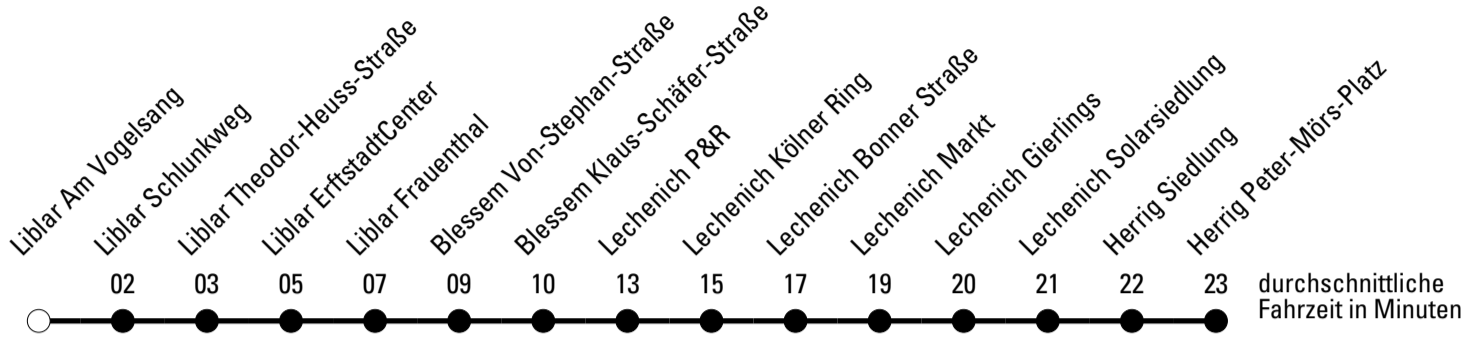 Liblar Am Vogelsang
Liblar Schlunkweg
Liblar Theodor-Heuss-Straße
Liblar ErftstadtCenter
Liblar Frauenthal
Blessem Von-Stephan-Straße
Blessem Klaus-Schäfer-Straße
Lechenich P&R
Lechenich Kölner Ring
Lechenich Bonner Straße
Lechenich Markt
Lechenich Gierlings
Lechenich Solarsiedlung
Herrig Siedlung
Herrig Peter-Mörs-Platz
02 03 05 07 09 10 13 15 17 19 20 21 22 23 durchschnittliche
Fahrzeit in Minuten